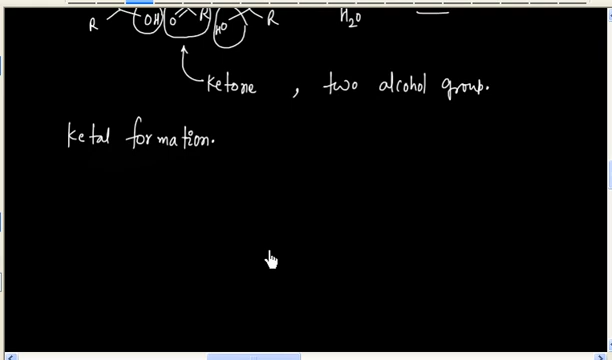 R OH O R HO R H2O
Ketone , two alcohol group.
Ketal formation.